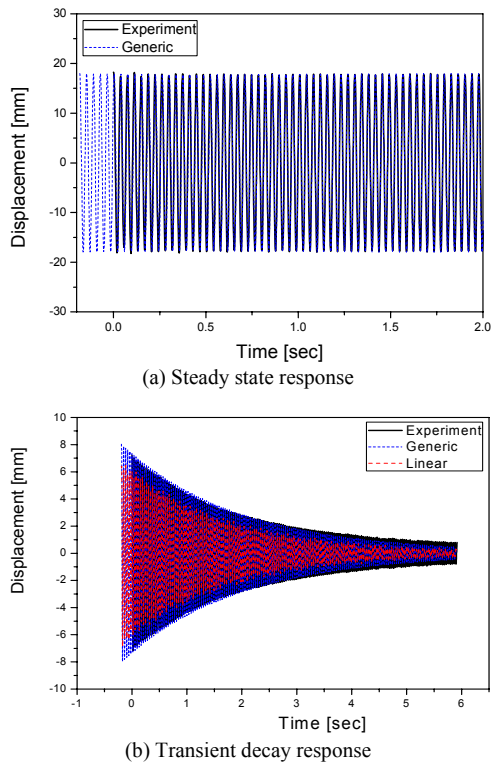 30
20
10
0
-10
-20
-30
Displacement [mm]
Experiment
Generic
0.0 0.5 1.0 1.5 2.0
Time [sec]
(a) Steady state response
10
8
6
4
2
0
-2
-4
-6
-8
-10
Displacement [mm]
Experiment
Generic
Linear
-1 0 1 2 3 4 5 6
Time [sec]
(b) Transient decay response